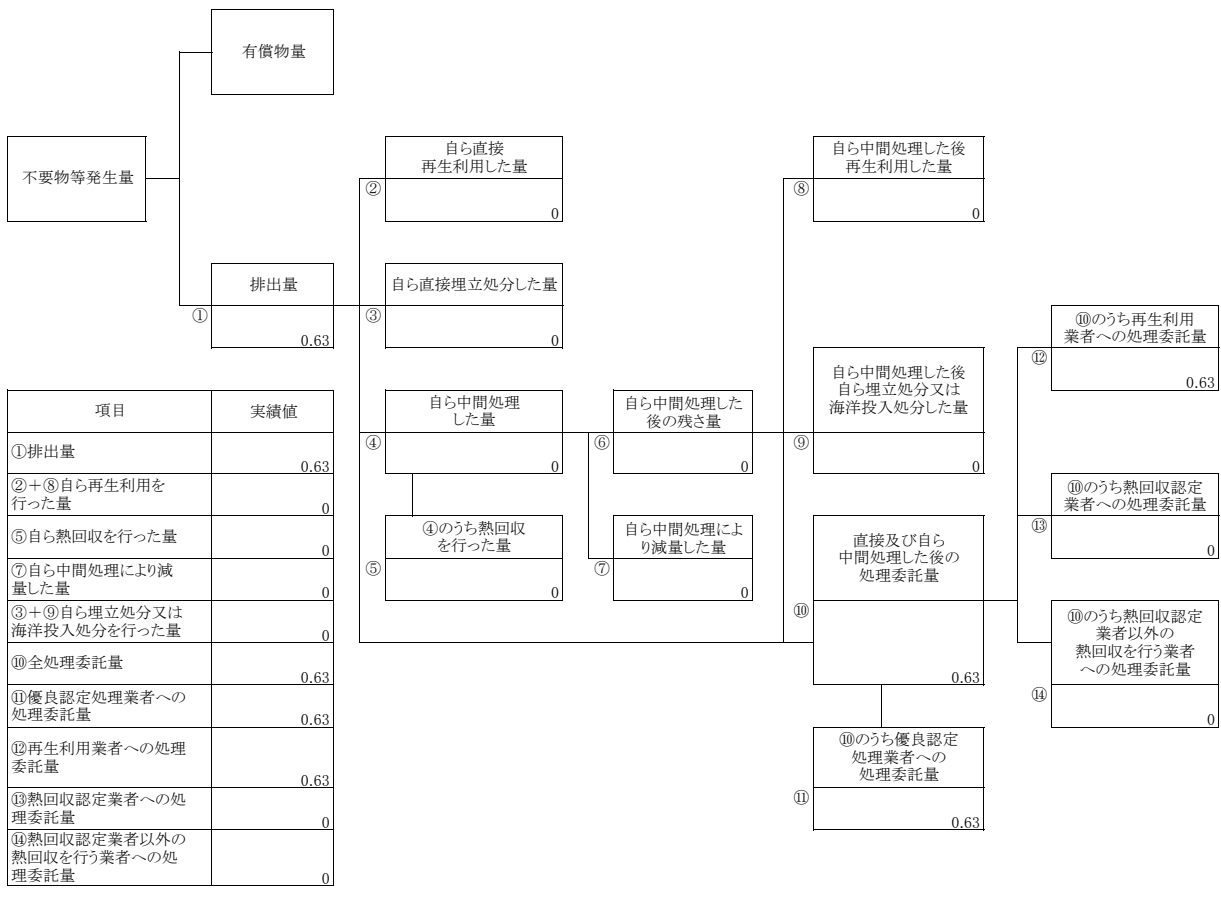 有償物量
不要物等発生量
自ら直接
再生利用した量
②
0
自ら中間処理した後
再生利用した量
⑧
0
排出量
①
0.63
自ら直接埋立処分した量
③
0
⑩のうち再生利用
業者への処理委託量
⑫
0.63
自ら中間処理した後
自ら埋立処分又は
海洋投入処分した量
⑨
0
自ら中間処理
した量
④
0
自ら中間処理した
後の残さ量
⑥
0
⑩のうち熱回収認定
業者への処理委託量
⑬
0
④のうち熱回収
を行った量
⑤
0
自ら中間処理によ
り減量した量
⑦
0
直接及び自ら
中間処理した後の
処理委託量
⑩
0.63
⑩のうち熱回収認定
業者以外の
熱回収を行う業者
への処理委託量
⑭
0
⑩のうち優良認定
処理業者への
処理委託量
⑪
0.63
項目 実績値
①排出量
0.63
②＋⑧自ら再生利用を
行った量
0
⑤自ら熱回収を行った量
0
⑦自ら中間処理により減
量した量
0
③＋⑨自ら埋立処分又は
海洋投入処分を行った量
0
⑩全処理委託量
0.63
⑪優良認定処理業者への
処理委託量
0.63
⑫再生利用業者への処理
委託量
0.63
⑬熱回収認定業者への処
理委託量
0
⑭熱回収認定業者以外の
熱回収を行う業者への処
理委託量
0